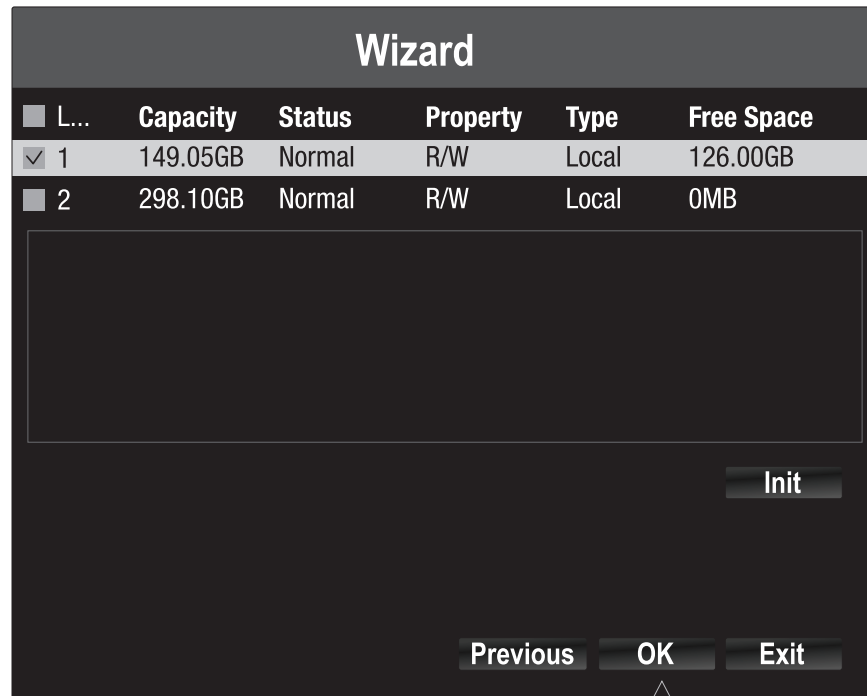 Wizard
L... Capacity Status Property Type Free Space
1 149.05GB Normal R/W Local 126.00GB
2 298.10GB Normal R/W Local 0MB
Init
Previous OK Exit